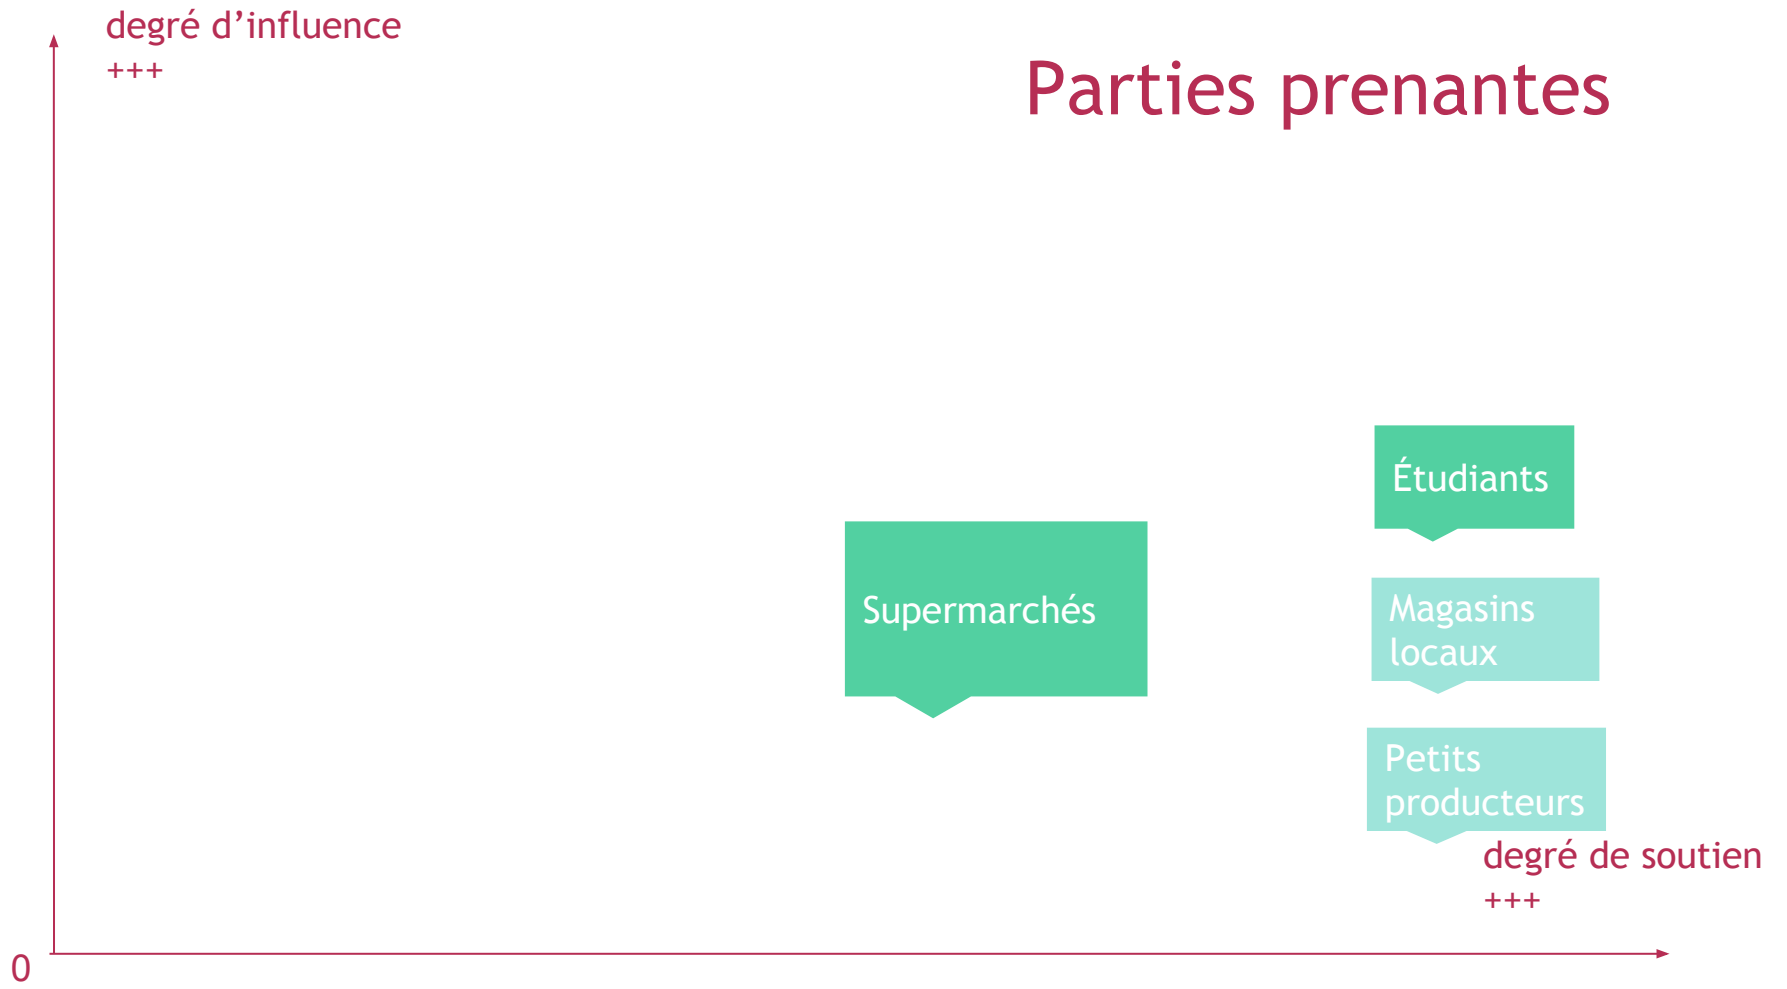 degré d’influence
+++
Parties prenantes
Étudiants
Supermarchés
Magasins
locaux
Petits
producteurs
degré de soutien
+++
0